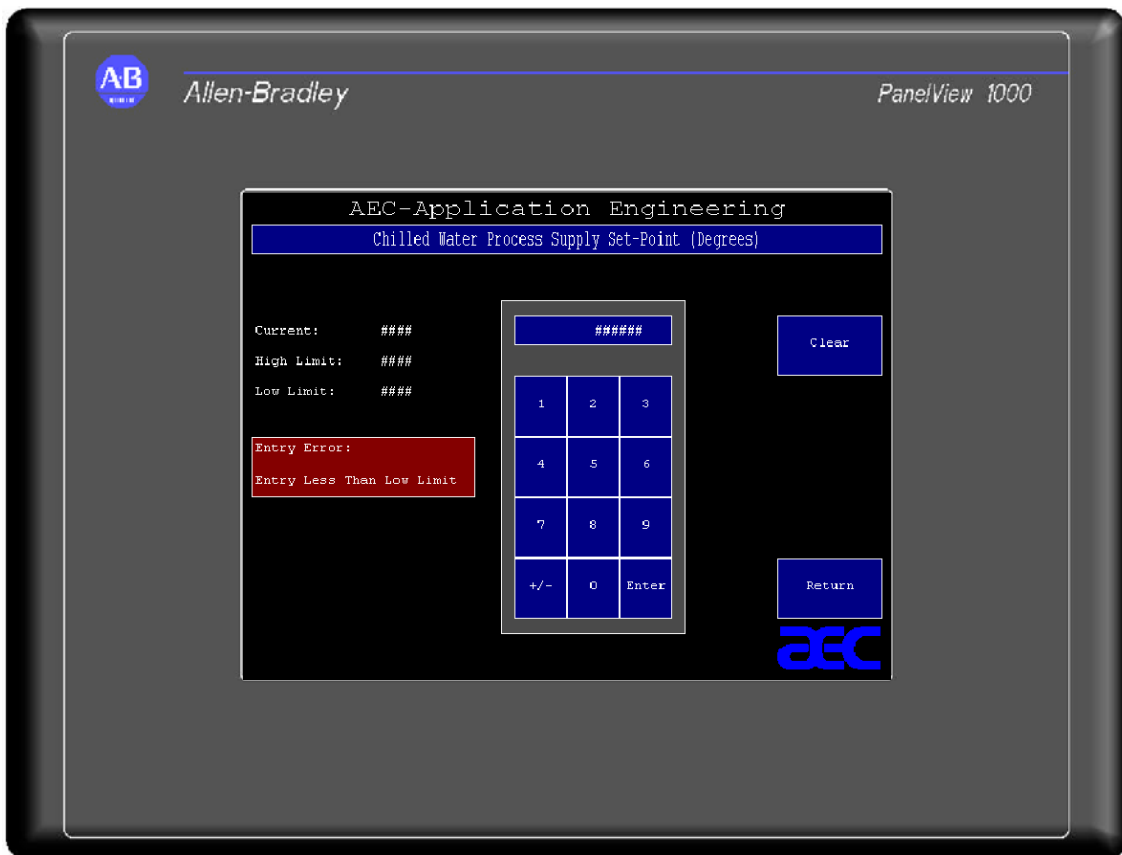 AB
Allen-Bradley
PanelView 1000
AEC-Application Engineering
Chilled Water Process Supply Set-Point (Degrees)
Current: ####
High Limit: ####
Low Limit: ####
Entry Error:
Entry Less Than Low Limit
######
1 2 3
4 5 6
7 8 9
+/- 0 Enter
Clear
Return
AEC